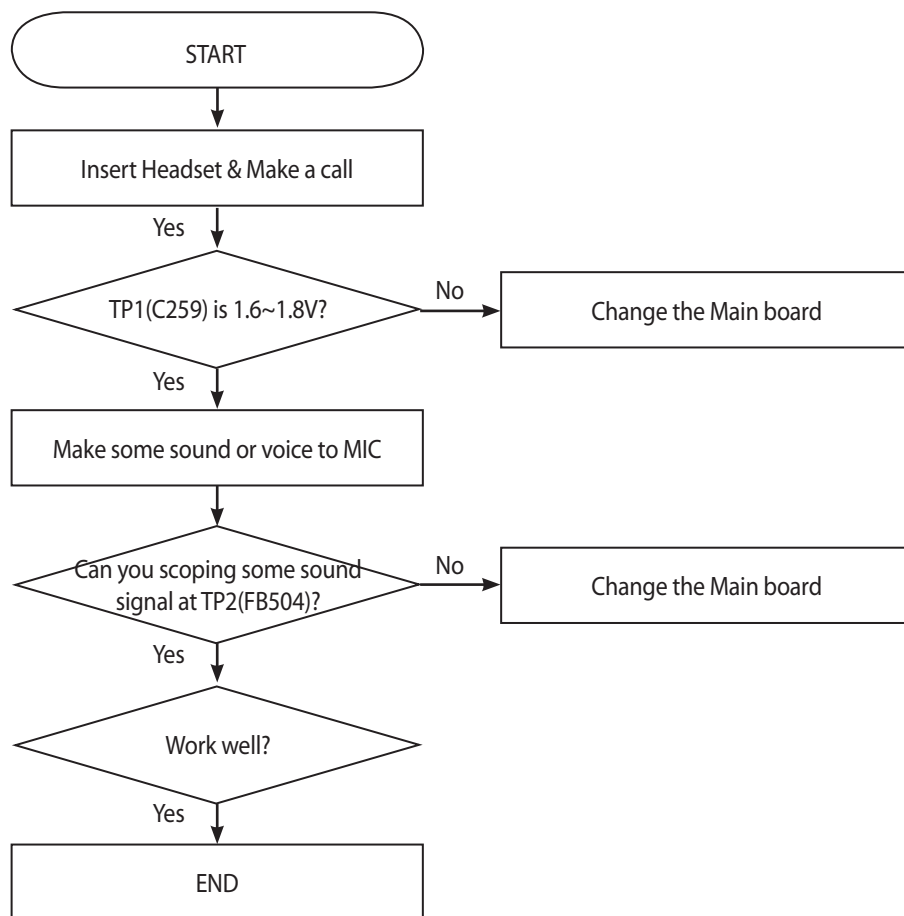 START
Insert Headset & Make a call
Yes
TP1(C259) is 1.6~1.8V?
No
Change the Main board
Yes
Make some sound or voice to MIC
Can you scoping some sound
signal at TP2(FB504)?
No
Change the Main board
Yes
Work well?
Yes
END